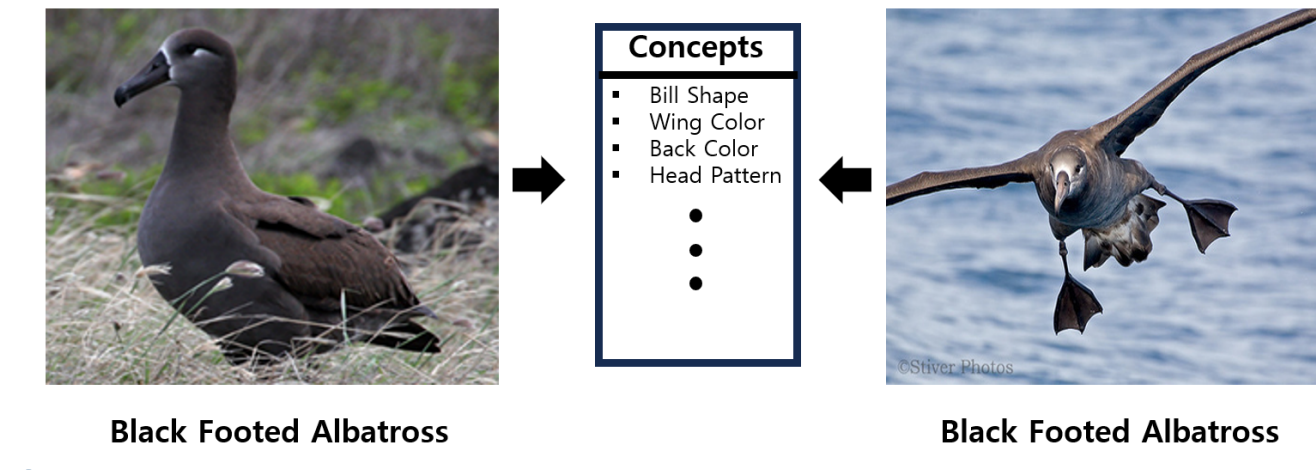 Concepts
▪ Bill Shape
▪ Wing Color
▪ Back Color
▪ Head Pattern
©Stiver Photos
Black Footed Albatross
Black Footed Albatross